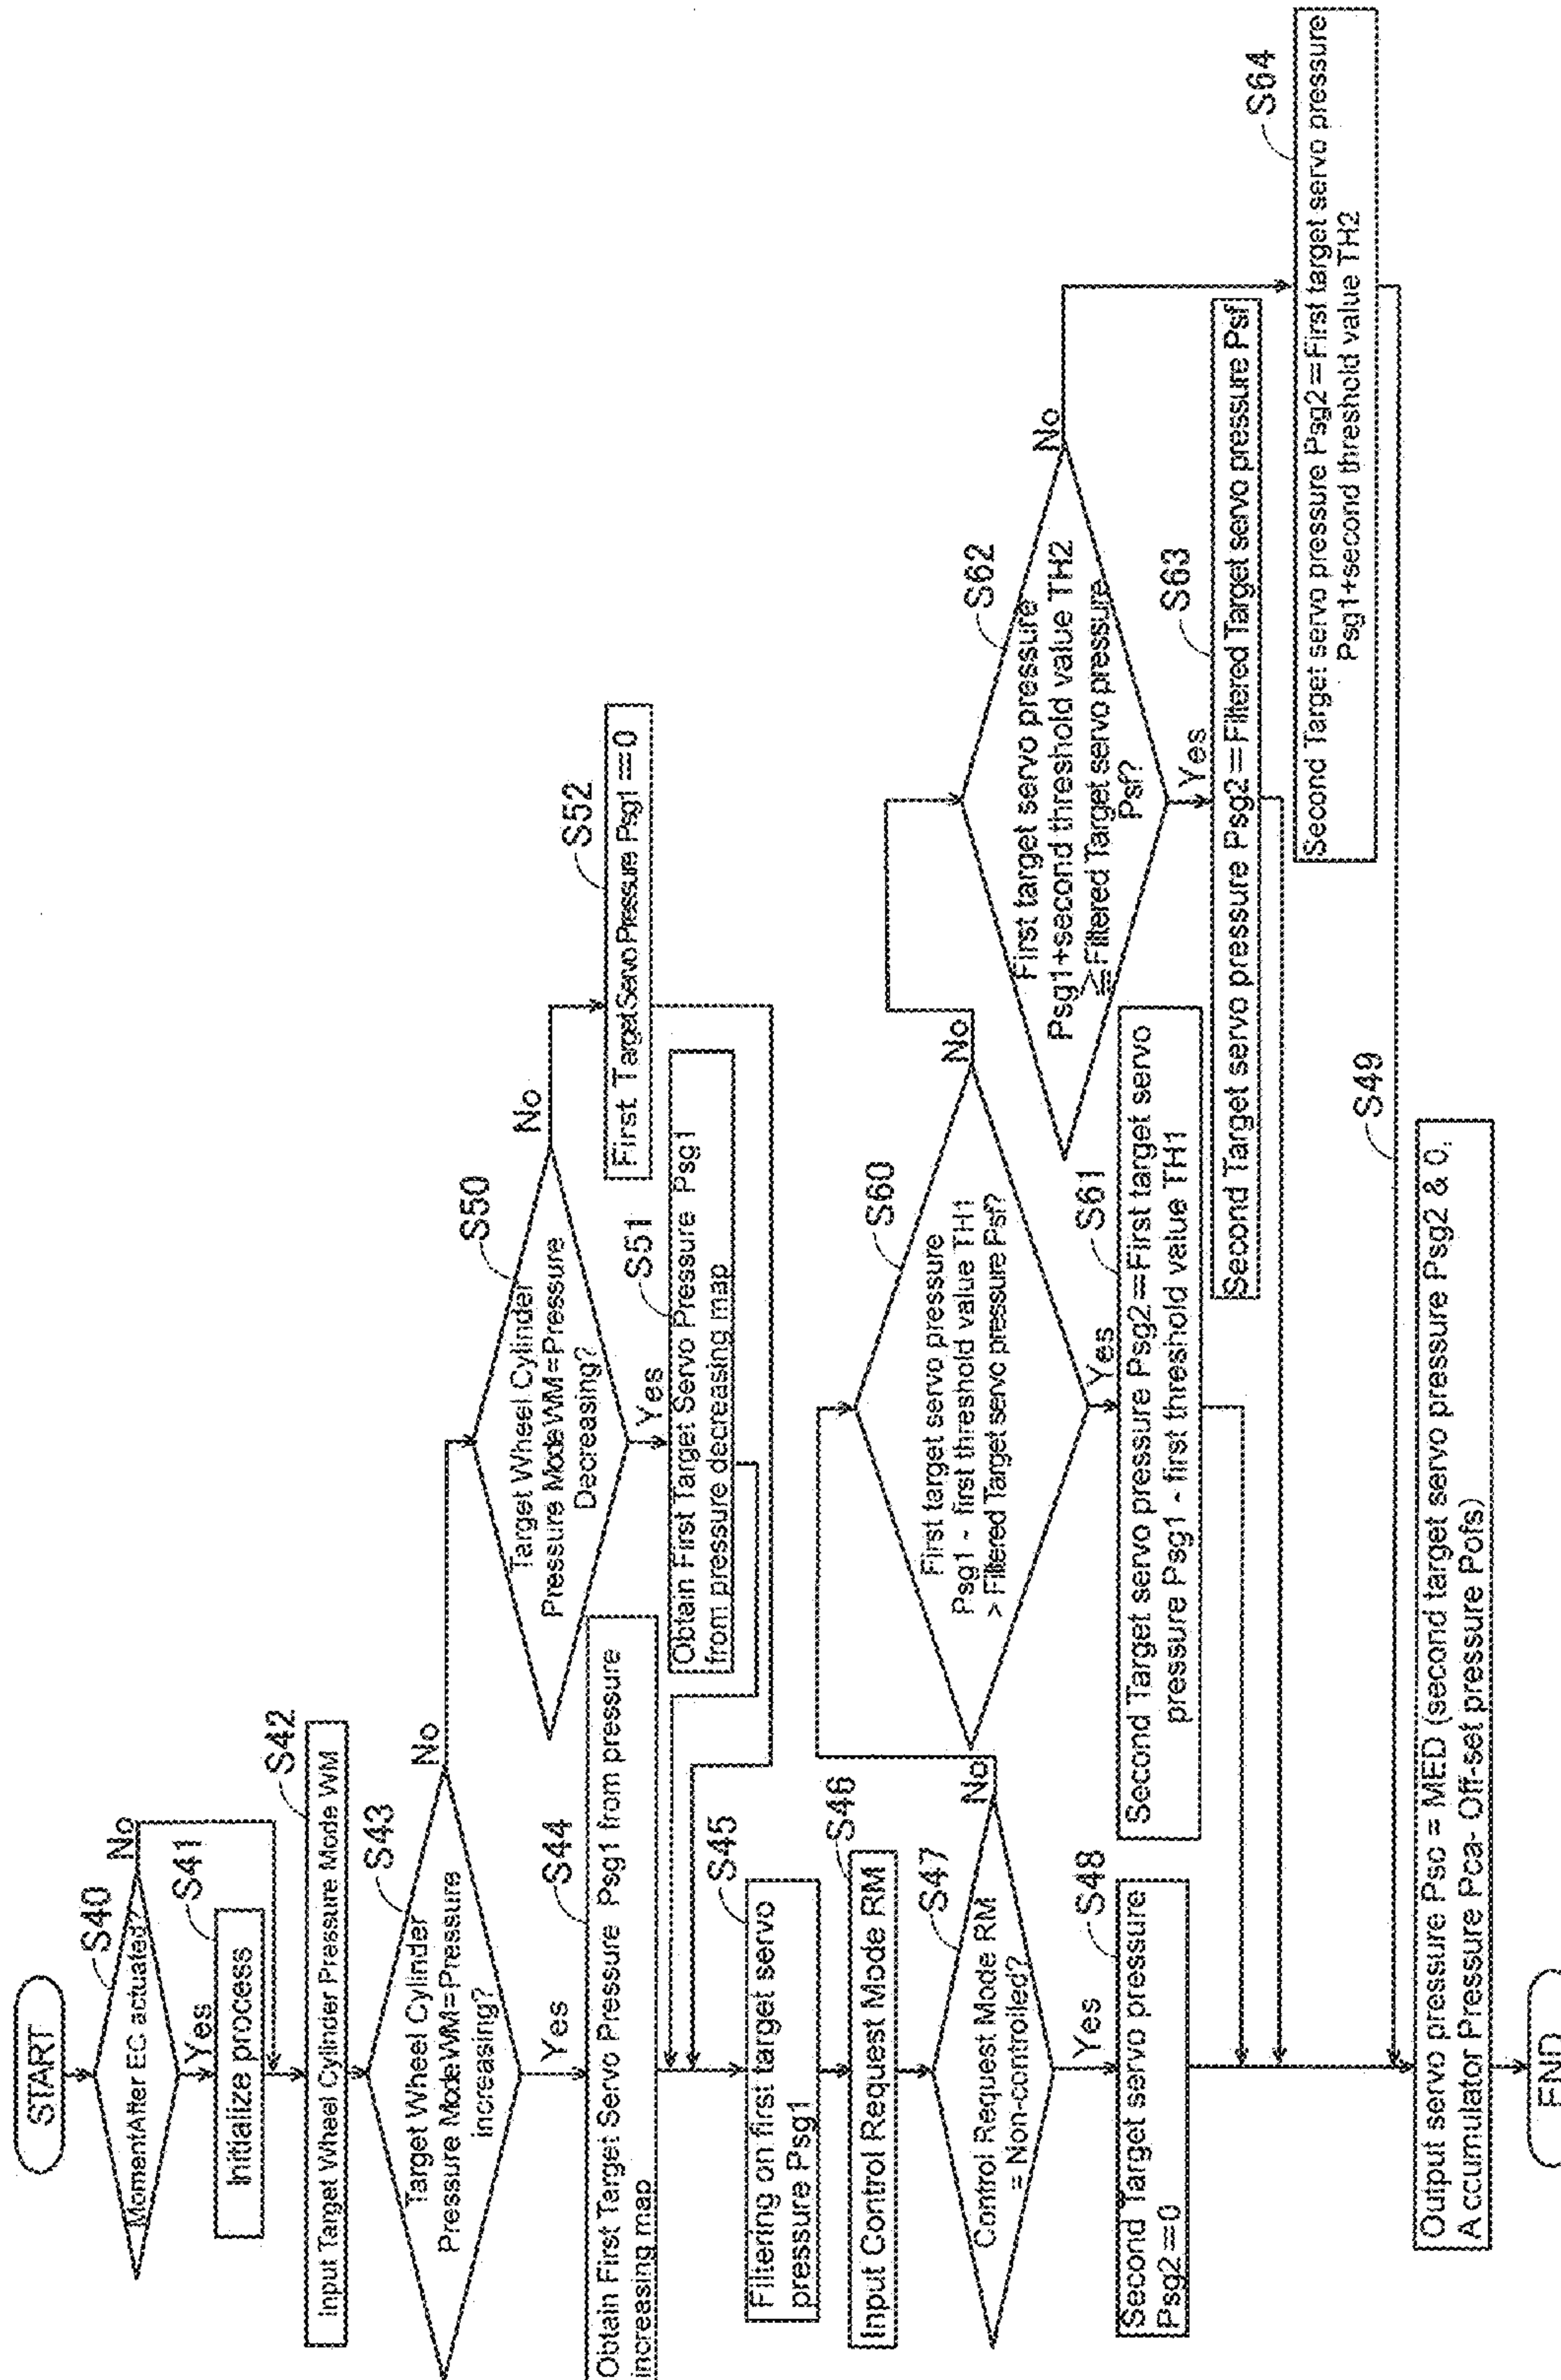 START
S40
MomentAfter EC actuated?
No
Yes
S41
Initialize process
S42
Input Target Wheel Cylinder Pressure Mode WM
S43
Target Wheel Cylinder
Pressure ModeWM=Pressure
increasing?
No
Yes
S44
Obtain First Target Servo Pressure Psg1 from pressure
increasing map
S50
Target Wheel Cylinder
Pressure ModeWM=Pressure
Decreasing?
No
Yes
S51
Obtain First Target Servo Pressure Psg1
from pressure decreasing map
S52
First Target Servo Pressure Psg1=0
S45
Filtering on first target servo
pressure Psg1
S46
Input Control Request Mode RM
S47
Control Request Mode RM
= Non-controlled?
No
Yes
S48
Second Target servo pressure
Psg2=0
S60
First target servo pressure
Psg1 - first threshold value TH1
> Filtered Target servo pressure Psf?
No
Yes
S61
Second Target servo pressure Psg2=First target servo
pressure Psg1 - first threshold value TH1
S62
First target servo pressure
Psg1+second threshold value TH2
≧Filtered Target servo pressure
Psf?
No
Yes
S63
Second Target servo pressure Psg2=Filtered Target servo pressure Psf
S64
Second Target servo pressure Psg2=First target servo pressure
Psg1+second threshold value TH2
S49
Output servo pressure Psc = MED (second target servo pressure Psg2 & 0,
Accumulator Pressure Pca- Off-set pressure Pofs)
END